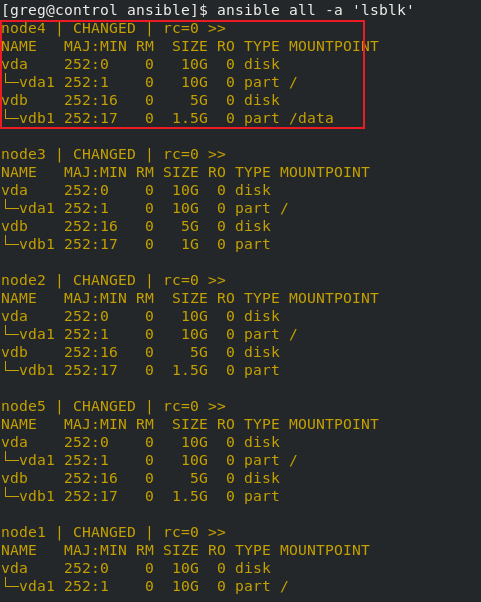 [greg@control ansible]$ ansible all -a 'lsblk'
node4 | CHANGED | rc=0 >>
NAME   MAJ:MIN RM  SIZE RO TYPE MOUNTPOINT
vda    252:0    0   10G  0 disk
└─vda1 252:1    0   10G  0 part /
vdb    252:16   0    5G  0 disk
└─vdb1 252:17   0  1.5G  0 part /data
node3 | CHANGED | rc=0 >>
NAME   MAJ:MIN RM SIZE RO TYPE MOUNTPOINT
vda    252:0    0  10G  0 disk
└─vda1 252:1    0  10G  0 part /
vdb    252:16   0   5G  0 disk
└─vdb1 252:17   0   1G  0 part
node2 | CHANGED | rc=0 >>
NAME   MAJ:MIN RM  SIZE RO TYPE MOUNTPOINT
vda    252:0    0   10G  0 disk
└─vda1 252:1    0   10G  0 part /
vdb    252:16   0    5G  0 disk
└─vdb1 252:17   0  1.5G  0 part
node5 | CHANGED | rc=0 >>
NAME   MAJ:MIN RM  SIZE RO TYPE MOUNTPOINT
vda    252:0    0   10G  0 disk
└─vda1 252:1    0   10G  0 part /
vdb    252:16   0    5G  0 disk
└─vdb1 252:17   0  1.5G  0 part
node1 | CHANGED | rc=0 >>
NAME   MAJ:MIN RM SIZE RO TYPE MOUNTPOINT
vda    252:0    0  10G  0 disk
└─vda1 252:1    0  10G  0 part /